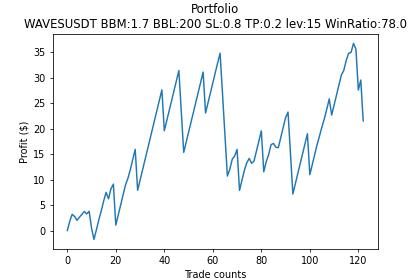 Portfolio
WAVESUSDT BBM:1.7 BBL:200 SL:0.8 TP:0.2 lev:15 WinRatio:78.0
35
30
25
20
15
10
5
0
Profit ($)
0 20 40 60 80 100 120
Trade counts